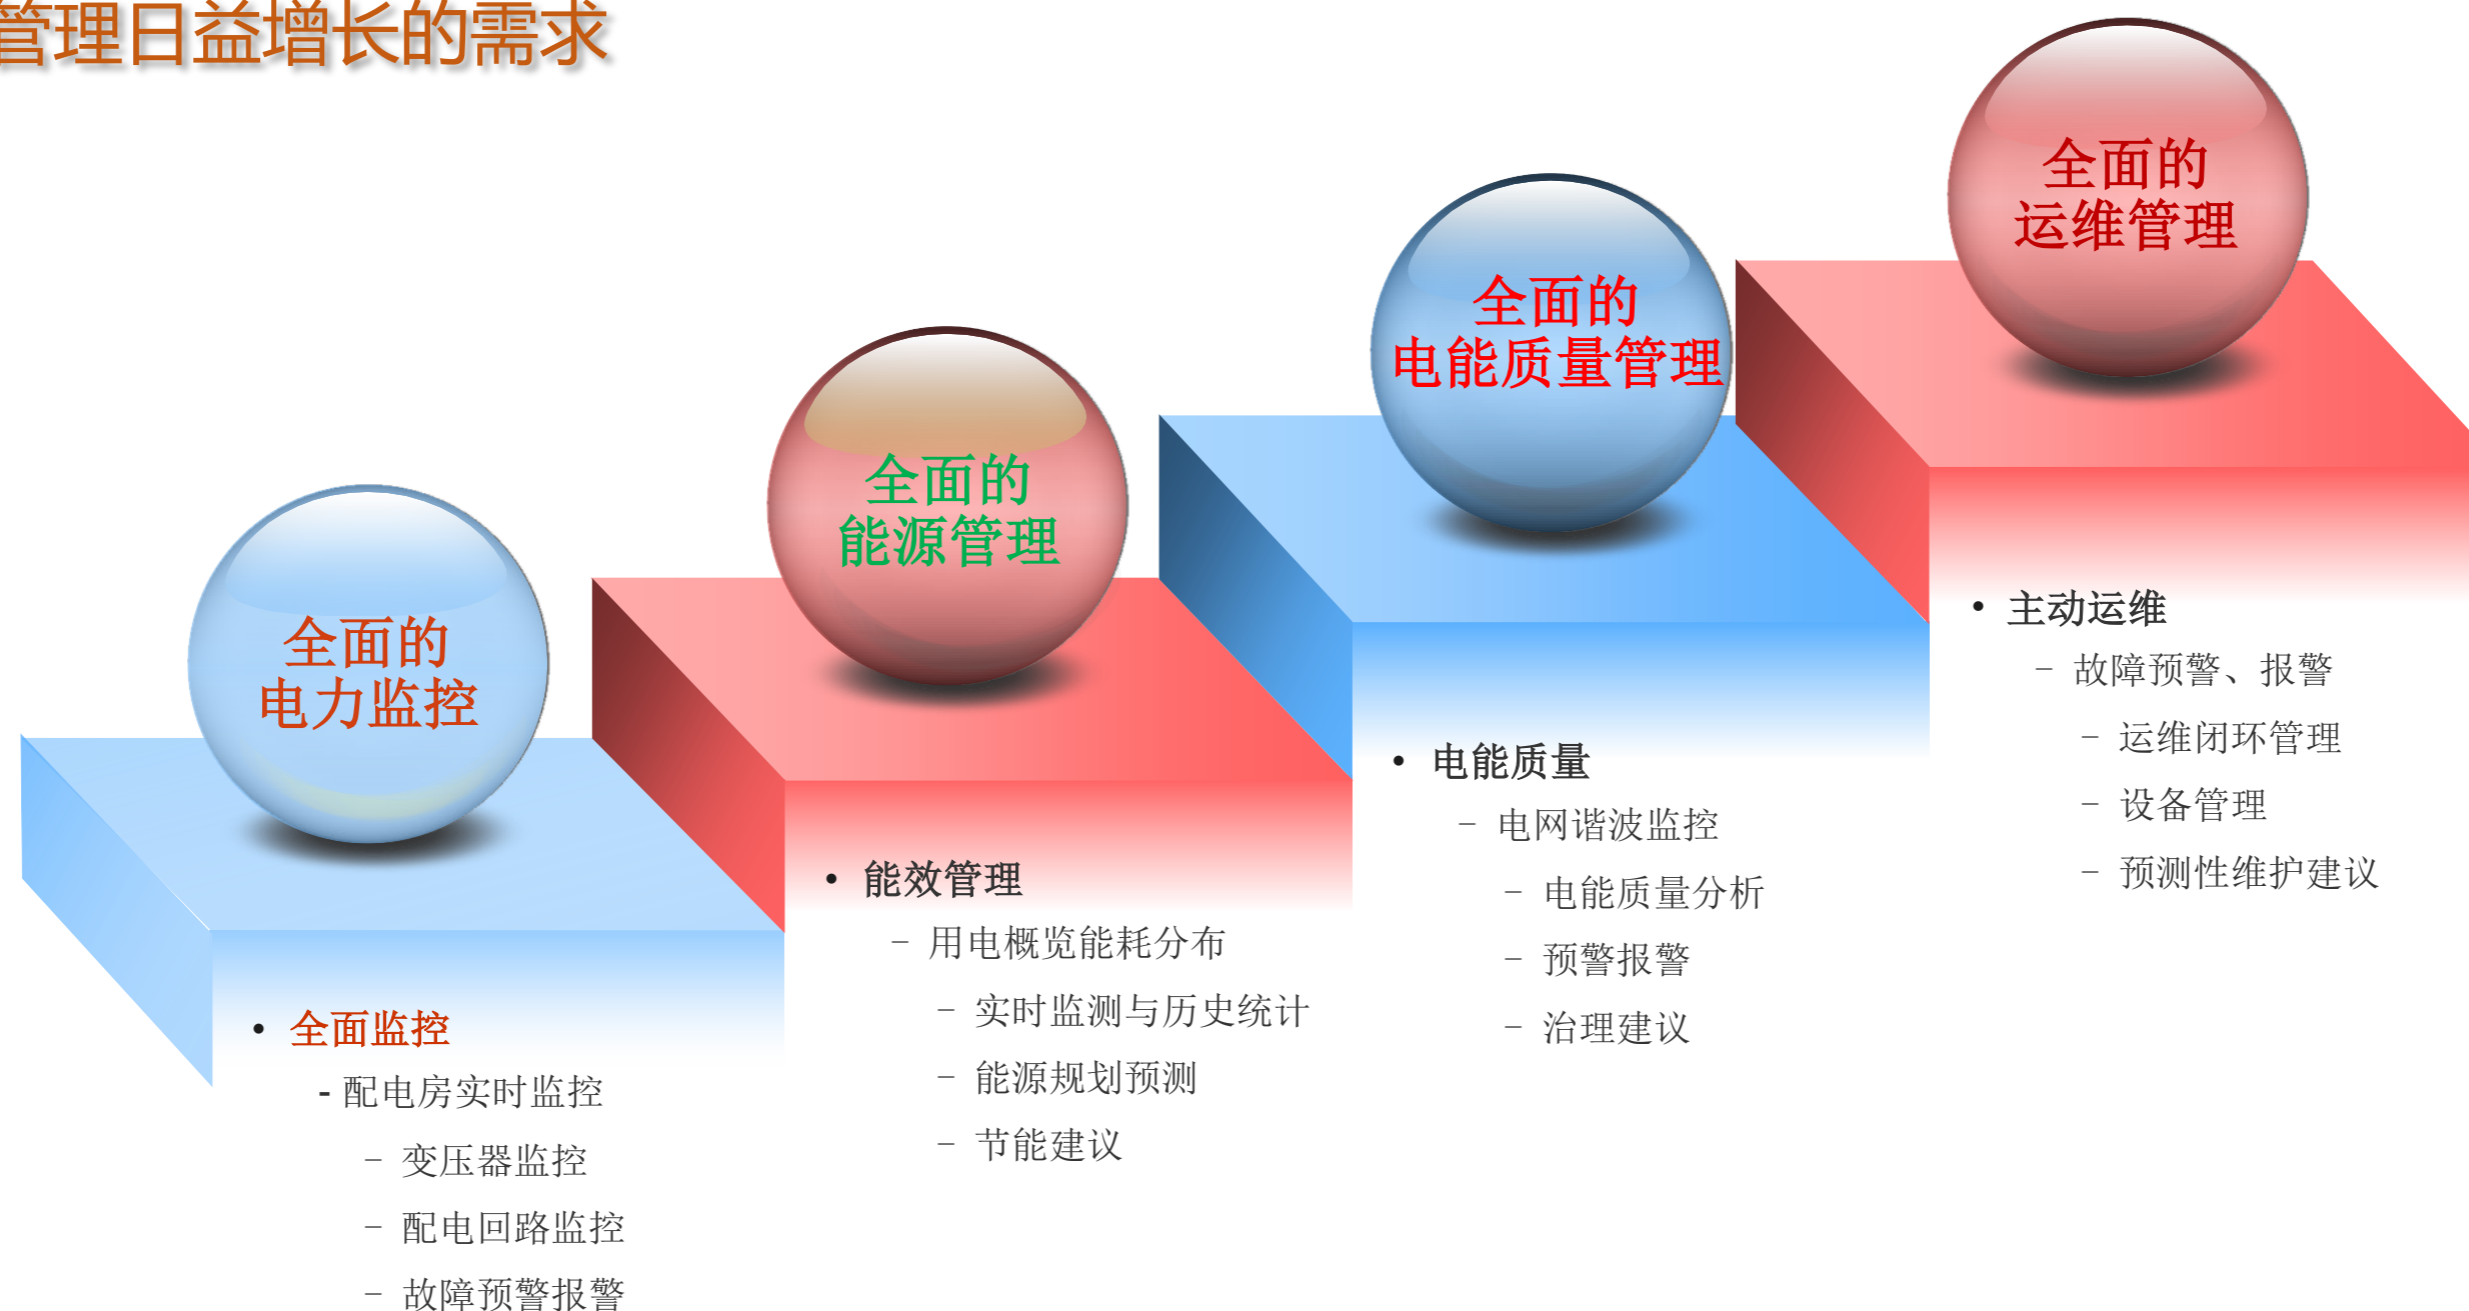 管理日益增长的需求
全面的
电力监控
• 全面监控
- 配电房实时监控
– 变压器监控
– 配电回路监控
– 故障预警报警
全面的
能源管理
• 能效管理
– 用电概览能耗分布
– 实时监测与历史统计
– 能源规划预测
– 节能建议
全面的
电能质量管理
• 电能质量
– 电网谐波监控
– 电能质量分析
– 预警报警
– 治理建议
全面的
运维管理
• 主动运维
– 故障预警、报警
– 运维闭环管理
– 设备管理
– 预测性维护建议